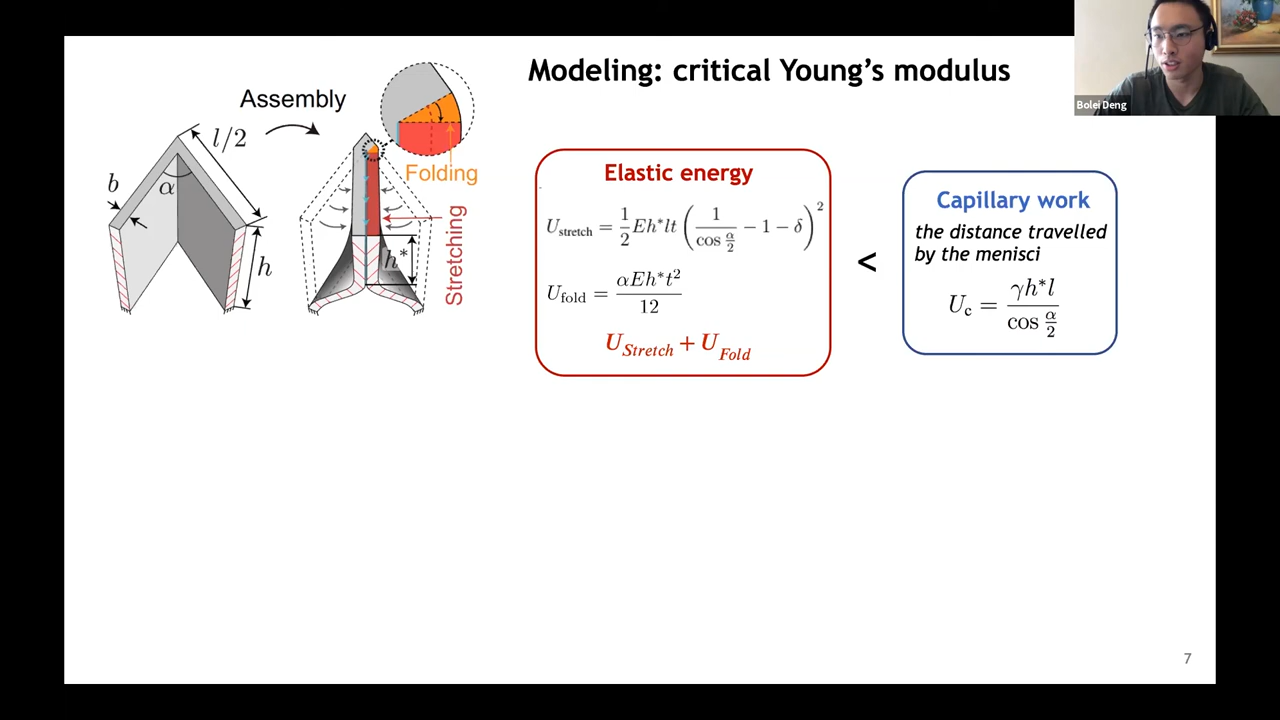 Modeling: critical Young's modulus
Bolei Deng
Assembly
l/2
b
α
h
Folding
Stretching
h*
Elastic energy
U_stretch = 1/2 Eh*lt (1/cos α/2 − 1 − δ)^2
U_fold = αEh*t^2/12
U_Stretch + U_Fold
<
Capillary work
the distance travelled
by the menisci
U_c = γh*l/cos α/2
7